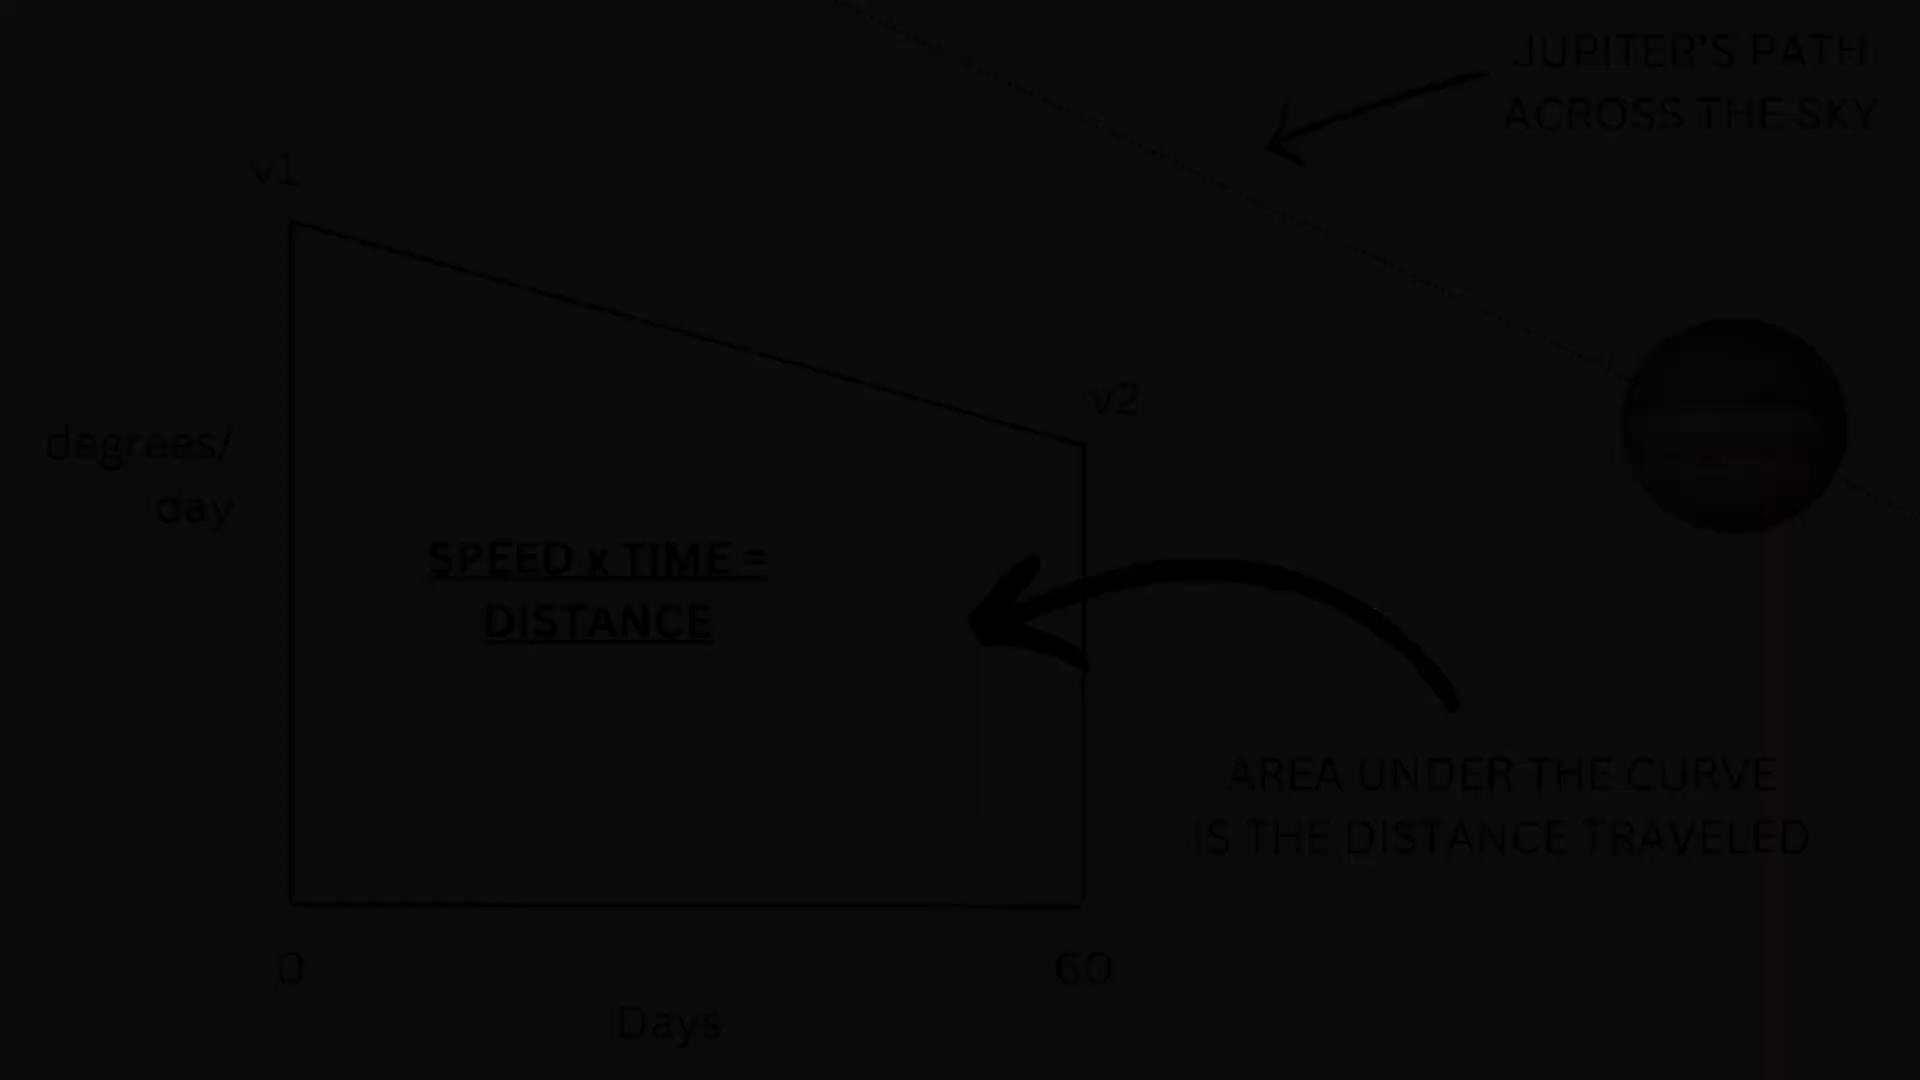 JUPITER'S PATH
ACROSS THE SKY
v1
v2
degrees/
day
SPEED x TIME =
DISTANCE
AREA UNDER THE CURVE
IS THE DISTANCE TRAVELED
0
60
Days